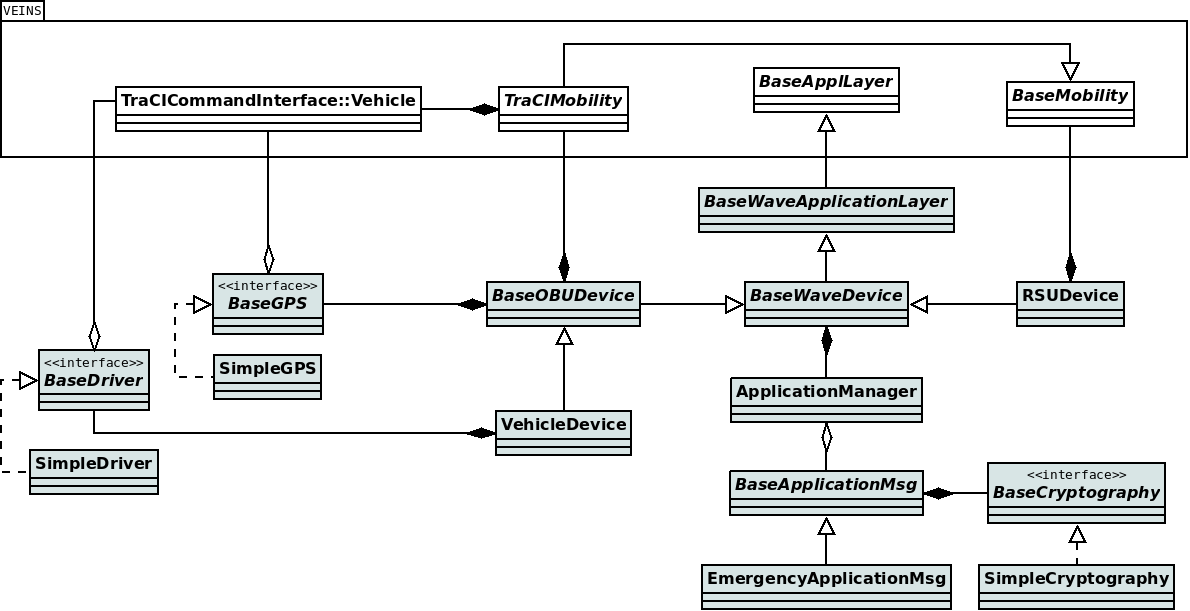 VEINS
BaseApplLayer
TraCICommandInterface::Vehicle
TraCIMobility
BaseMobility
BaseWaveApplicationLayer
<<interface>>
BaseGPS
BaseOBUDevice
BaseWaveDevice
RSUDevice
<<interface>>
BaseDriver
SimpleGPS
ApplicationManager
VehicleDevice
SimpleDriver
BaseApplicationMsg
<<interface>>
BaseCryptography
EmergencyApplicationMsg
SimpleCryptography